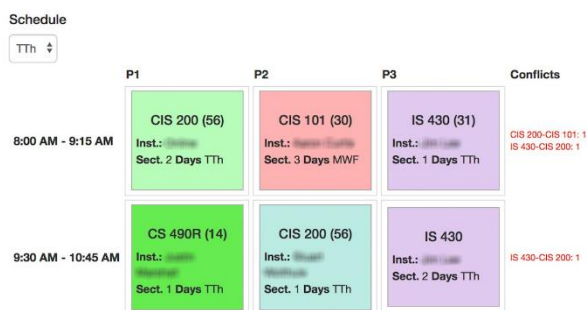 Schedule
TTh
P1 P2 P3 Conflicts
8:00 AM - 9:15 AM
CIS 200 (56)
Inst.:
Sect. 2 Days TTh
CIS 101 (30)
Inst.:
Sect. 3 Days MWF
IS 430 (31)
Inst.:
Sect. 1 Days TTh
CIS 200-CIS 101: 1
IS 430-CIS 200: 1
9:30 AM - 10:45 AM
CS 490R (14)
Inst.:
Sect. 1 Days TTh
CIS 200 (56)
Inst.:
Sect. 1 Days TTh
IS 430
Inst.:
Sect. 2 Days TTh
IS 430-CIS 200: 1